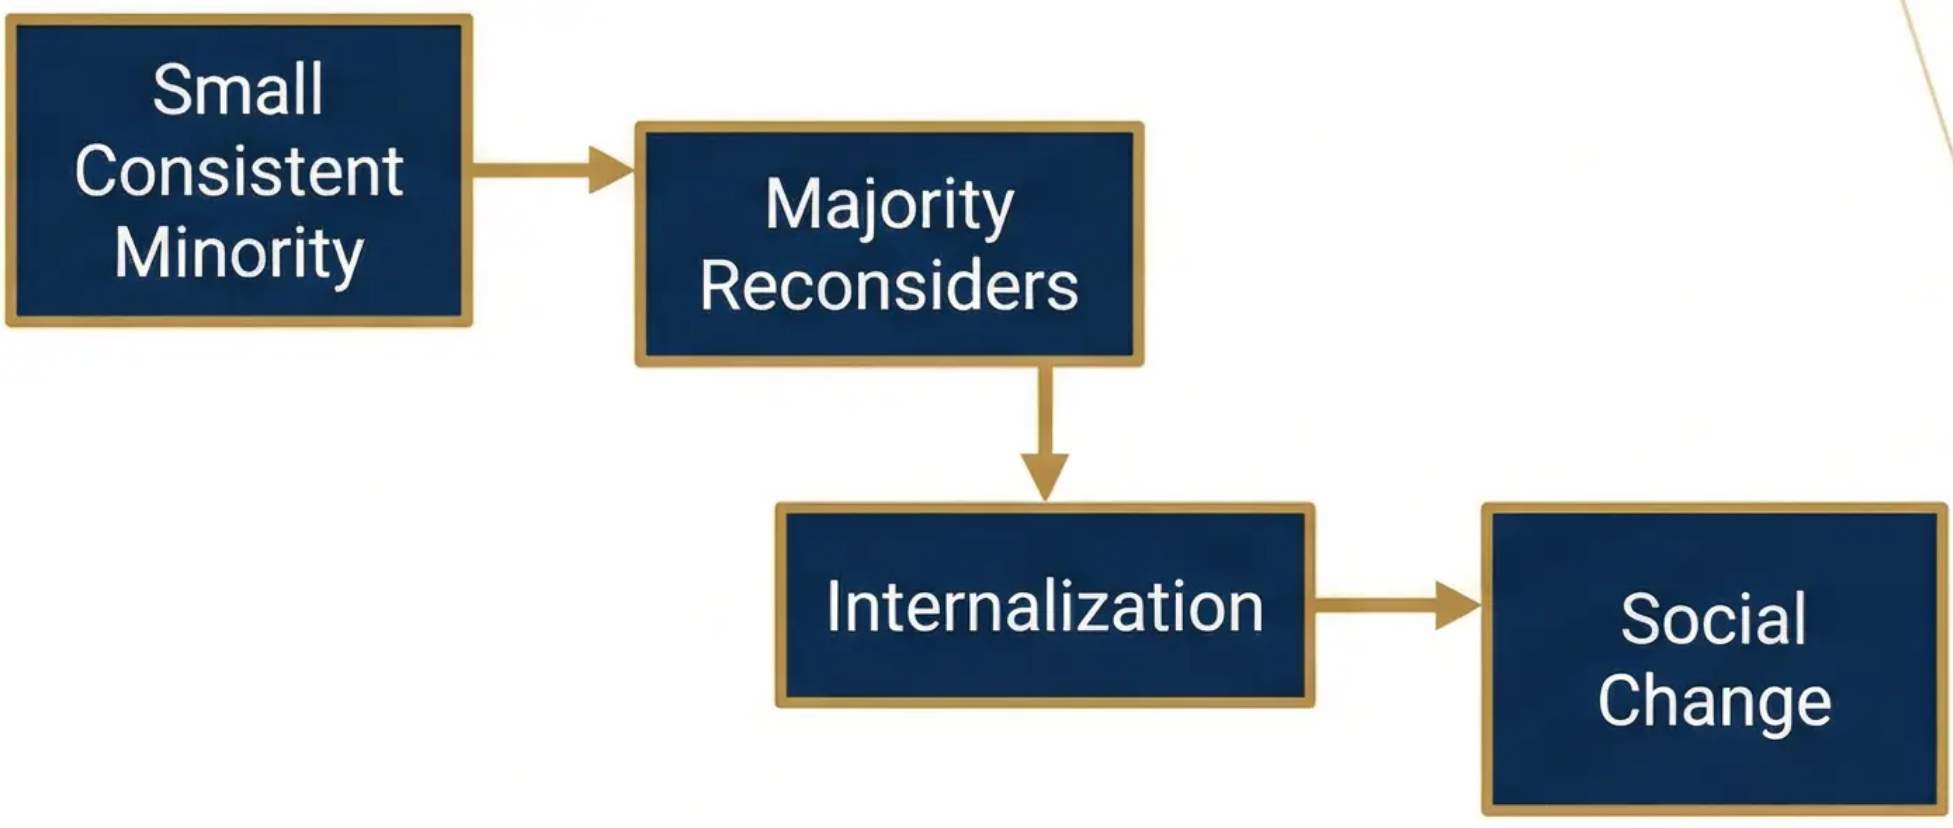 Small
Consistent
Minority
Majority
Reconsiders
Internalization
Social
Change